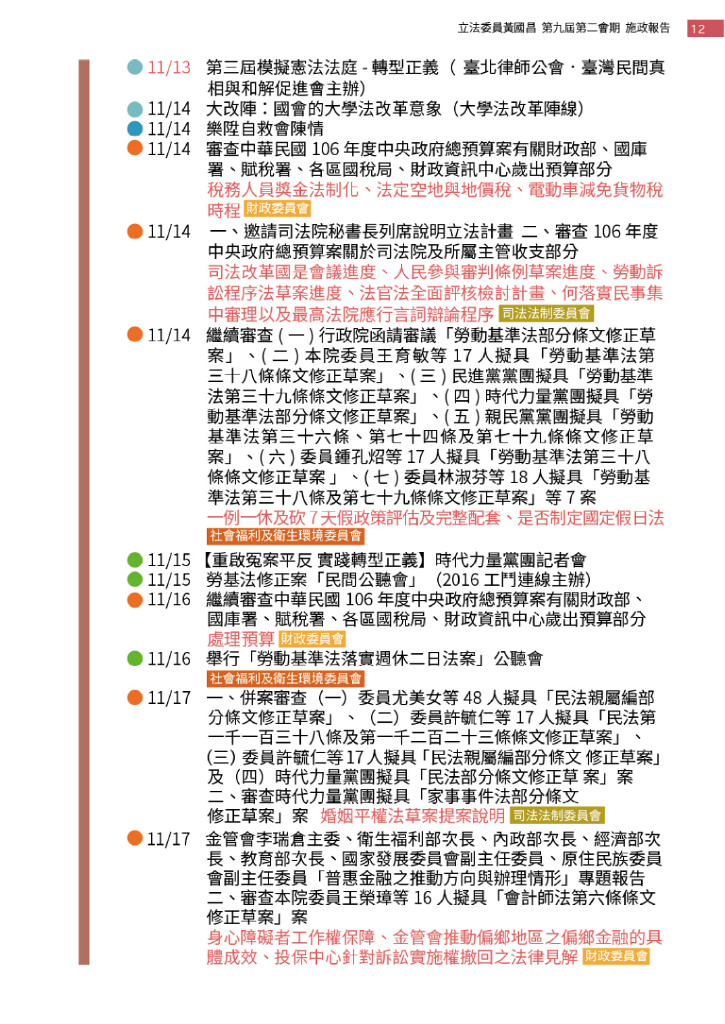 立法委員黃國昌 第九屆第二會期 施政報告 12
11/13 第三屆模擬憲法法庭 - 轉型正義（ 臺北律師公會．臺灣民間真
相與和解促進會主辦）
11/14 大改陣：國會的大學法改革意象（大學法改革陣線）
11/14 樂陞自救會陳情
11/14 審查中華民國 106 年度中央政府總預算案有關財政部、國庫
署、賦稅署、各區國稅局、財政資訊中心歲出預算部分
稅務人員獎金法制化、法定空地與地價稅、電動車減免貨物稅
時程 財政委員會
11/14 一、邀請司法院秘書長列席說明立法計畫 二、審查 106 年度
中央政府總預算案關於司法院及所屬主管收支部分
司法改革國是會議進度、人民參與審判條例草案進度、勞動訴
訟程序法草案進度、法官法全面評核檢討計畫、何落實民事集
中審理以及最高法院應行言詞辯論程序 司法法制委員會
11/14 繼續審查 ( 一 ) 行政院函請審議「勞動基準法部分條文修正草
案」、( 二 ) 本院委員王育敏等 17 人擬具「勞動基準法第
三十八條條文修正草案」、( 三 ) 民進黨黨團擬具「勞動基準
法第三十九條條文修正草案」、( 四 ) 時代力量黨團擬具「勞
動基準法部分條文修正草案」、( 五 ) 親民黨黨團擬具「勞動
基準法第三十六條、第七十四條及第七十九條條文修正草
案」、( 六 ) 委員鍾孔炤等 17 人擬具「勞動基準法第三十八
條條文修正草案 」、( 七 ) 委員林淑芬等 18 人擬具「勞動基
準法第三十八條及第七十九條條文修正草案」等 7 案
一例一休及砍 7 天假政策評估及完整配套、是否制定國定假日法
社會福利及衛生環境委員會
11/15 【重啟冤案平反 實踐轉型正義】時代力量黨團記者會
11/15 勞基法修正案「民間公聽會」（2016 工鬥連線主辦）
11/16 繼續審查中華民國 106 年度中央政府總預算案有關財政部、
國庫署、賦稅署、各區國稅局、財政資訊中心歲出預算部分
處理預算 財政委員會
11/16 舉行「勞動基準法落實週休二日法案」公聽會
社會福利及衛生環境委員會
11/17 一、併案審查（一）委員尤美女等 48 人擬具「民法親屬編部
分條文修正草案」、（二）委員許毓仁等 17 人擬具「民法第
一千一百三十八條及第一千二百二十三條條文修正草案」、
(三) 委員許毓仁等 17 人擬具「民法親屬編部分條文 修正草案」
及（四）時代力量黨團擬具「民法部分條文修正草 案」案
二、審查時代力量黨團擬具「家事事件法部分條文
修正草案」案 婚姻平權法草案提案說明 司法法制委員會
11/17 金管會李瑞倉主委、衛生福利部次長、內政部次長、經濟部次
長、教育部次長、國家發展委員會副主任委員、原住民族委員
會副主任委員「普惠金融之推動方向與辦理情形」專題報告
二、審查本院委員王榮璋等 16 人擬具「會計師法第六條條文
修正草案」案
身心障礙者工作權保障、金管會推動偏鄉地區之偏鄉金融的具
體成效、投保中心針對訴訟實施權撤回之法律見解 財政委員會